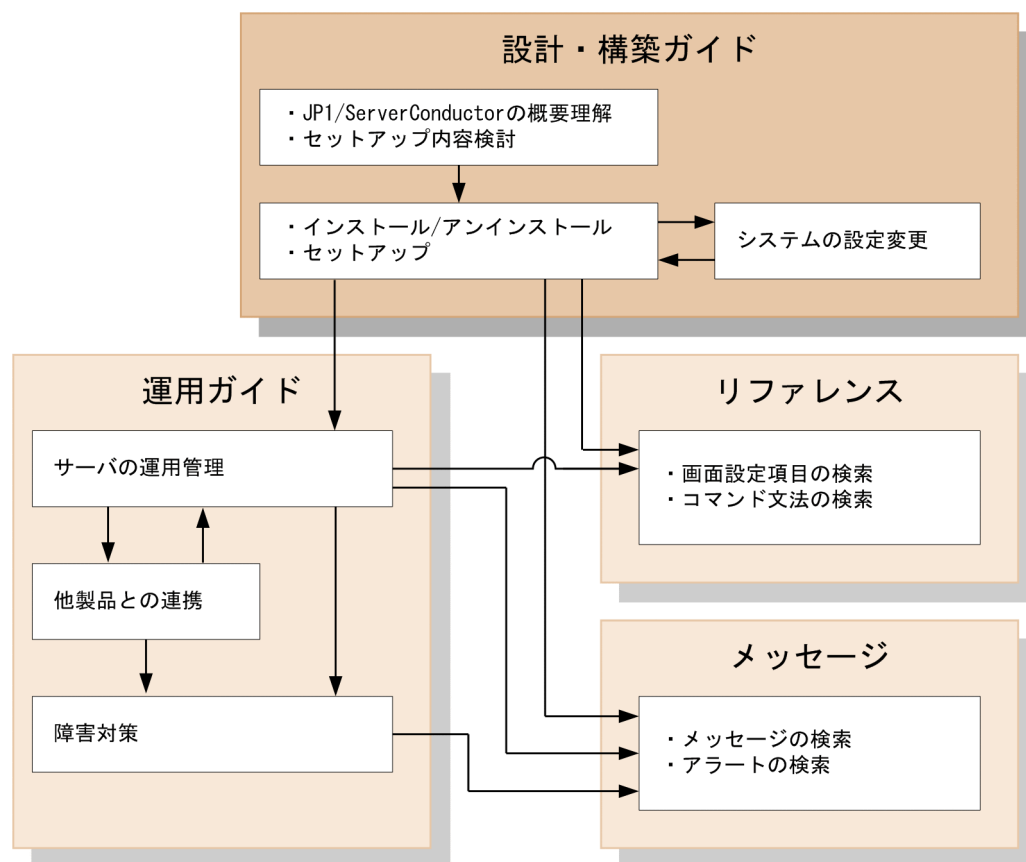 設計・構築ガイド
・JP1/ServerConductorの概要理解
・セットアップ内容検討
・インストール/アンインストール
・セットアップ
システムの設定変更
運用ガイド
サーバの運用管理
他製品との連携
障害対策
リファレンス
・画面設定項目の検索
・コマンド文法の検索
メッセージ
・メッセージの検索
・アラートの検索